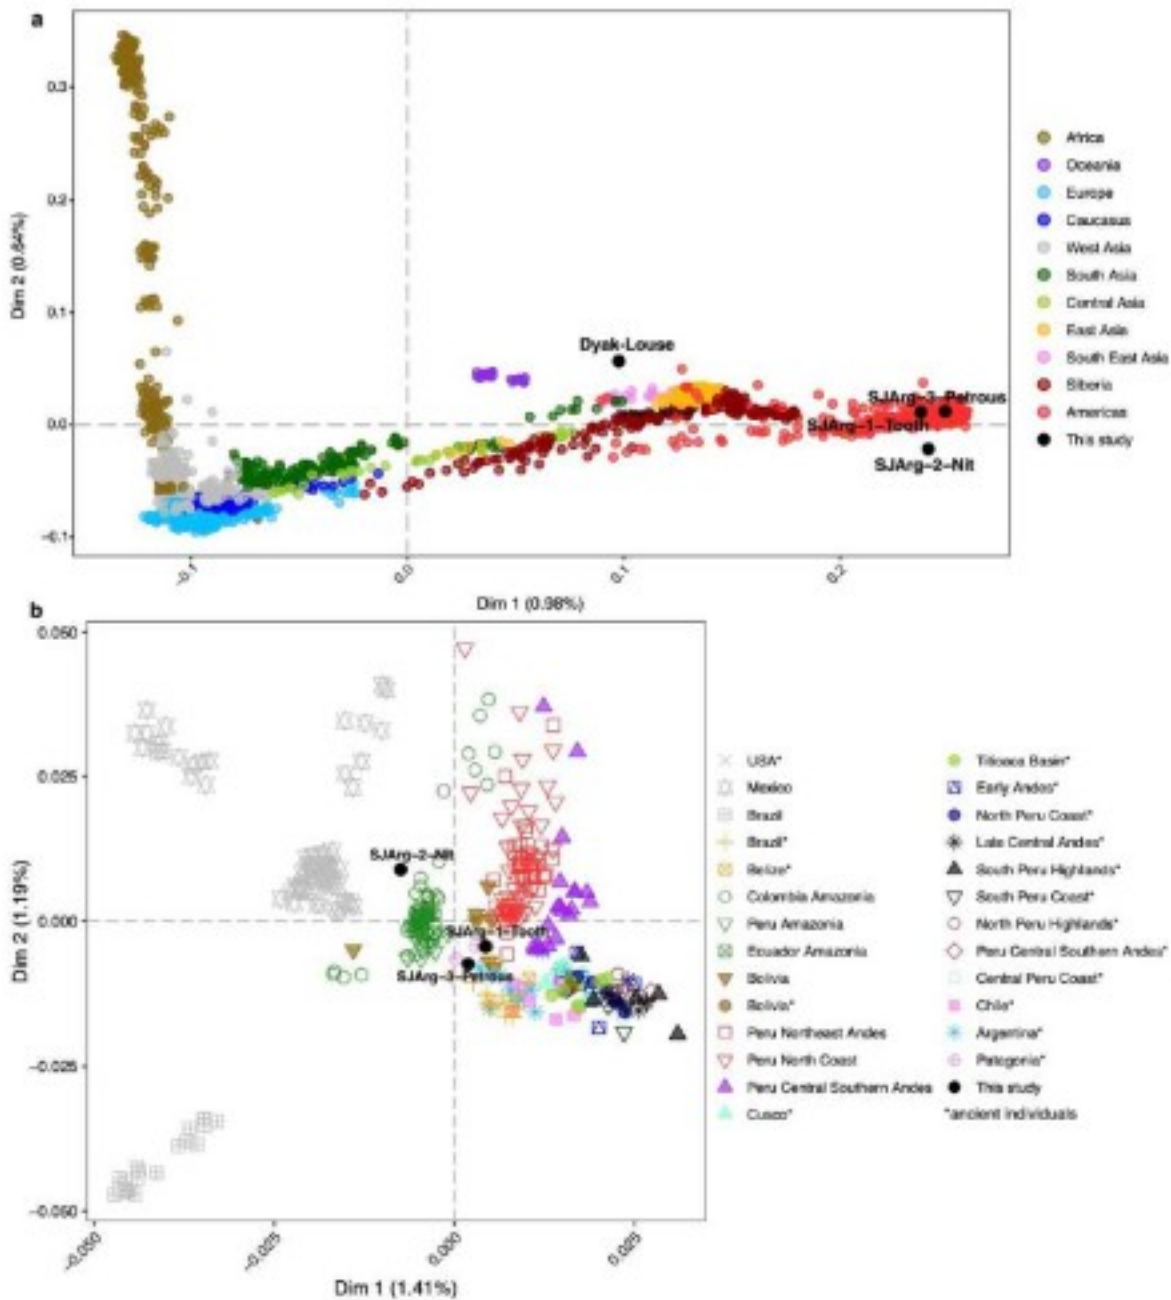 a
0.3
0.2
0.1
0.0
−0.1
Dim 2 (0.64%)
Dyak-Louse
SJArg−3−Petrous
SJArg−1−Tooth
SJArg−2−Nit
−0.1
0.0
0.1
0.2
Dim 1 (0.98%)
Africa
Oceania
Europe
Caucasus
West Asia
South Asia
Central Asia
East Asia
South East Asia
Siberia
Americas
This study
b
0.050
0.025
0.000
−0.025
−0.050
Dim 2 (1.19%)
SJArg−2−Nit
SJArg−1−Tooth
SJArg−3−Petrous
−0.050
−0.025
0.000
0.025
Dim 1 (1.41%)
USA*
Mexico
Brazil
Brazil*
Belize*
Colombia Amazonia
Peru Amazonia
Ecuador Amazonia
Bolivia
Bolivia*
Peru Northeast Andes
Peru North Coast
Peru Central Southern Andes
Cusco*
Titicaca Basin*
Early Andes*
North Peru Coast*
Late Central Andes*
South Peru Highlands*
South Peru Coast*
North Peru Highlands*
Peru Central Southern Andes*
Central Peru Coast*
Chile*
Argentina*
Patagonia*
This study
*ancient individuals